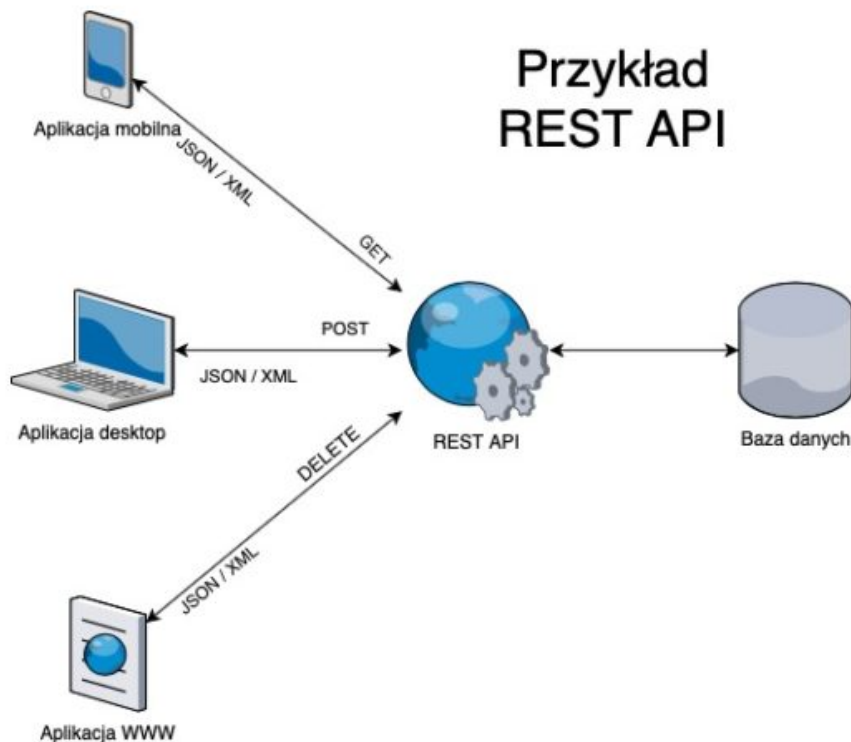 Przykład
REST API
Aplikacja mobilna
JSON / XML
GET
POST
JSON / XML
Aplikacja desktop
REST API
Baza danych
DELETE
JSON / XML
Aplikacja WWW